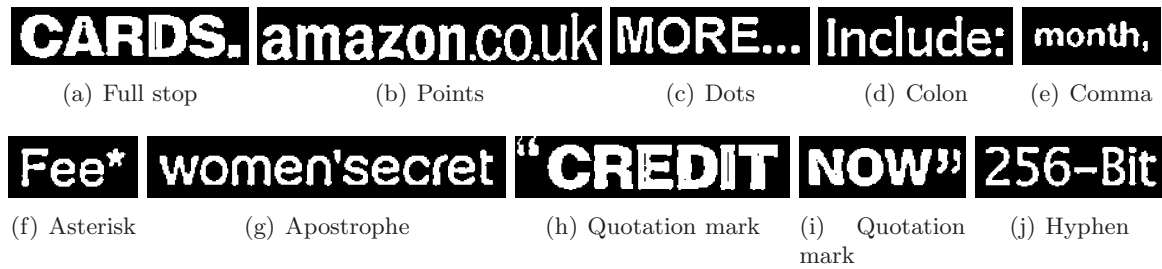 CARDS. amazon.co.uk MORE... Include: month,
(a) Full stop (b) Points (c) Dots (d) Colon (e) Comma
Fee* women'secret “CREDIT NOW” 256-Bit
(f) Asterisk (g) Apostrophe (h) Quotation mark (i) Quotation (j) Hyphen
mark